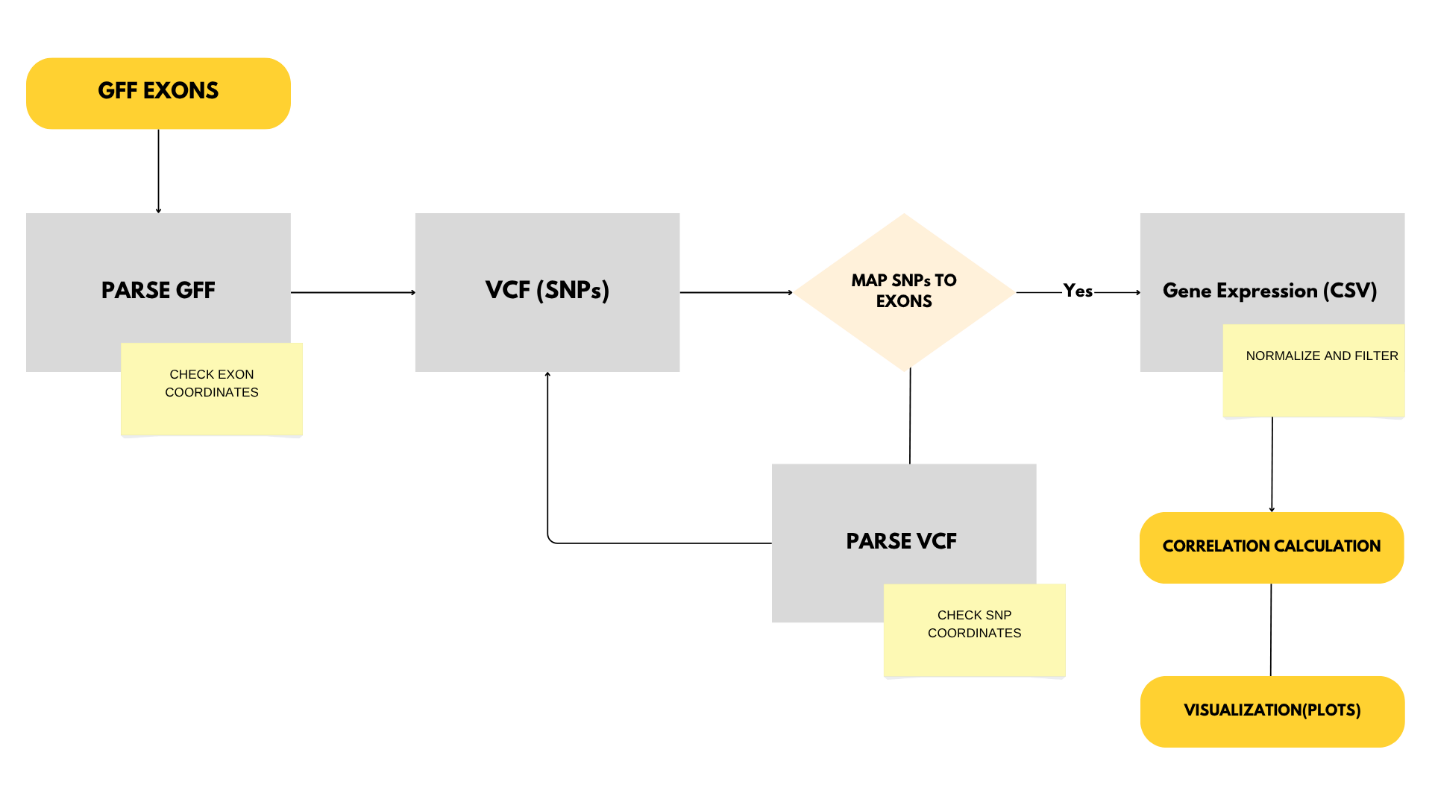 GFF EXONS
PARSE GFF
CHECK EXON
COORDINATES
VCF (SNPs)
MAP SNPs TO
EXONS
Yes
Gene Expression (CSV)
NORMALIZE AND FILTER
PARSE VCF
CHECK SNP
COORDINATES
CORRELATION CALCULATION
VISUALIZATION(PLOTS)